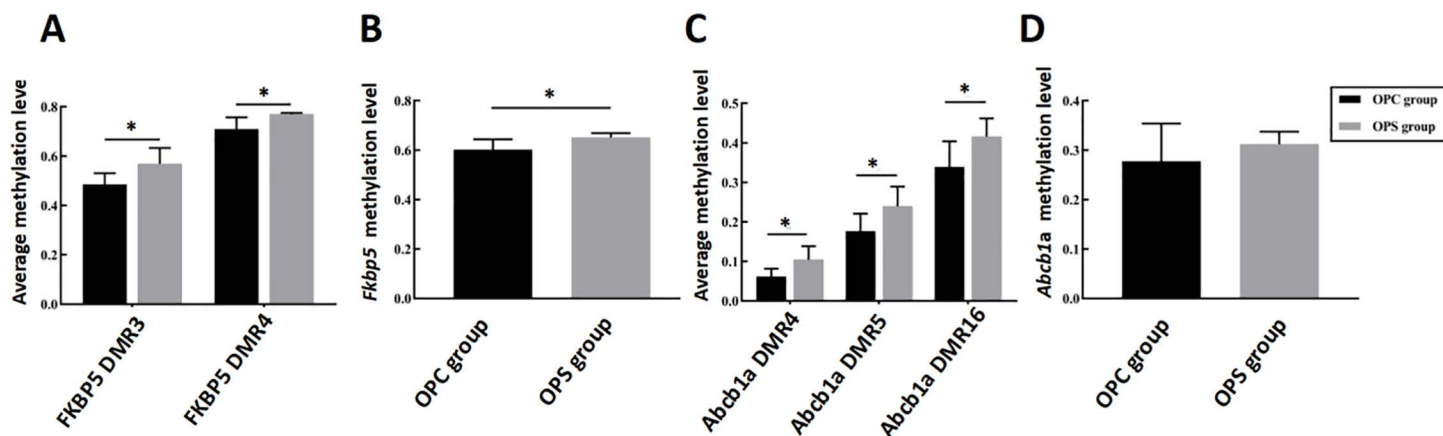 A
Average methylation leve
0.8
0.6
0.4
0.2
0.0
*
*
FKBP5 DMR3
FKBP5 DMR4
B
Fkbp5 methylation level
0.8
0.6
0.4
0.2
0.0
*
OPC group
OPS group
C
Average methylation level
0.5
0.4
0.3
0.2
0.1
0.0
*
*
*
Abcb1a DMR4
Abcb1a DMR5
Abcb1a DMR16
D
Abcb1a methylation level
0.4
0.3
0.2
0.1
0.0
OPC group
OPS group
OPC group
OPS group